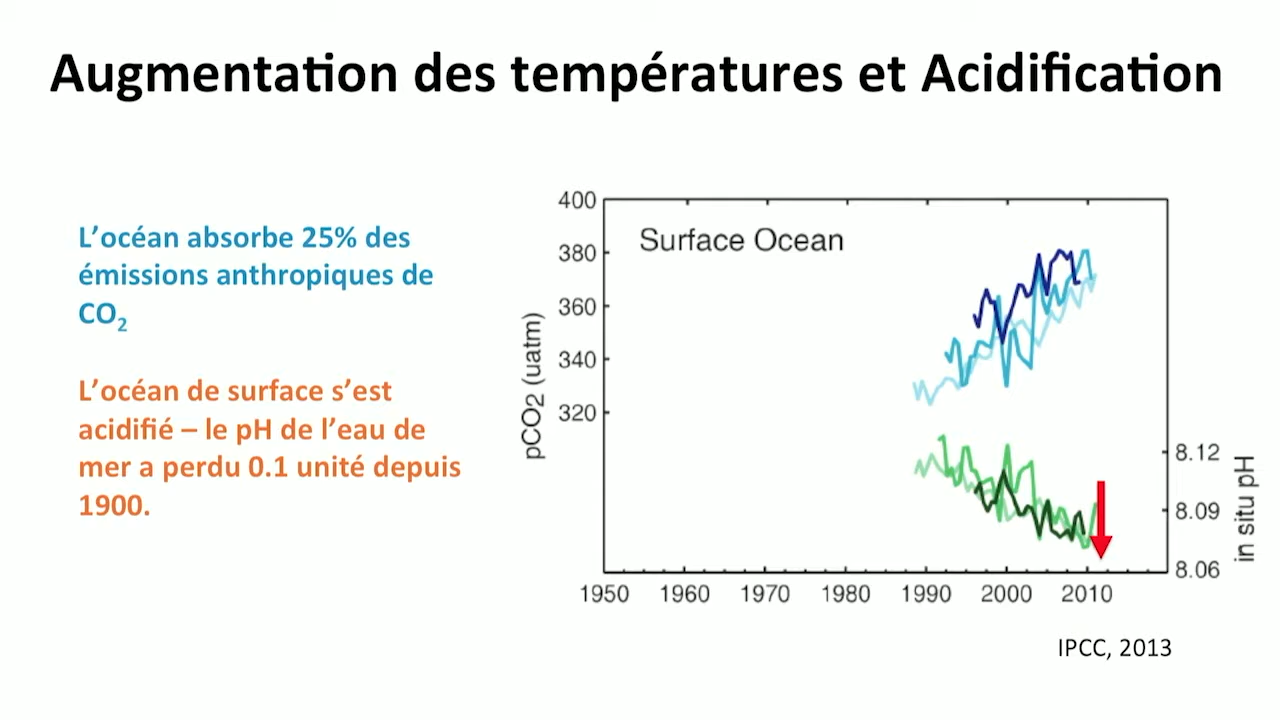 Augmentation des températures et Acidification
L’océan absorbe 25% des
émissions anthropiques de
CO2
L’océan de surface s’est
acidifié – le pH de l’eau de
mer a perdu 0.1 unité depuis
1900.
Surface Ocean
400
380
360
340
320
pCO2 (uatm)
8.12
8.09
8.06
in situ pH
1950 1960 1970 1980 1990 2000 2010
IPCC, 2013